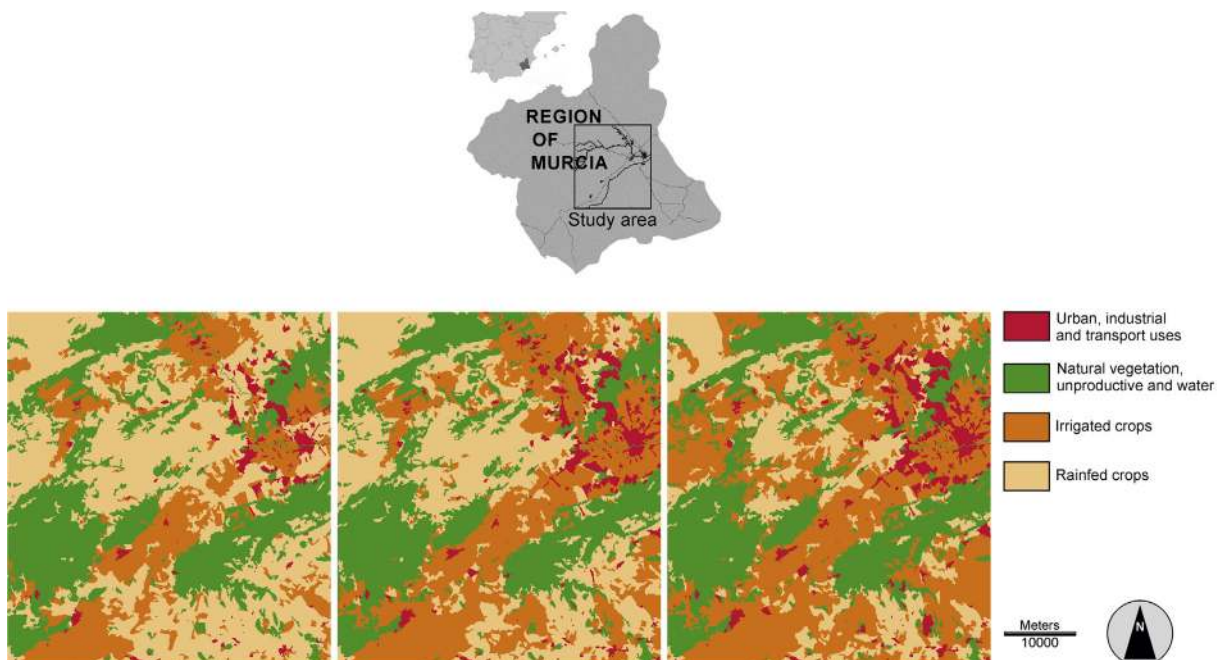 REGION
OF
MURCIA
Study area
Urban, industrial
and transport uses
Natural vegetation,
unproductive and water
Irrigated crops
Rainfed crops
Meters
10000
N